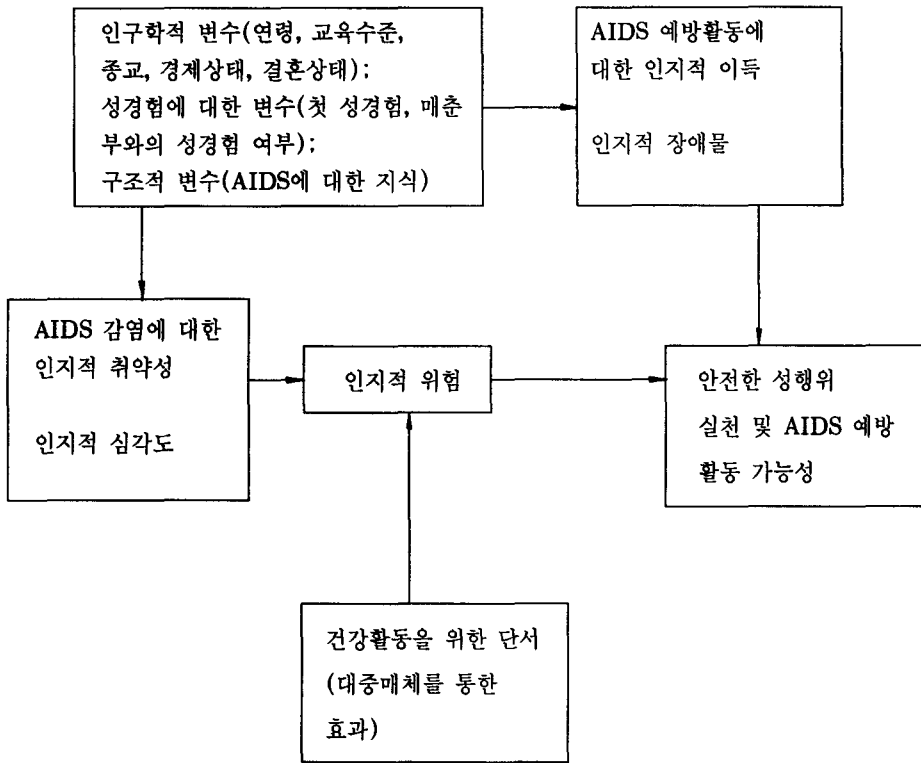 인구학적 변수(연령, 교육수준,
종교, 경제상태, 결혼상태);
성경험에 대한 변수(첫 성경험, 매춘
부와의 성경험 여부);
구조적 변수(AIDS에 대한 지식)
AIDS 예방활동에
대한 인지적 이득
인지적 장애물
AIDS 감염에 대한
인지적 취약성
인지적 심각도
인지적 위험
안전한 성행위
실천 및 AIDS 예방
활동 가능성
건강활동을 위한 단서
(대중매체를 통한
효과)